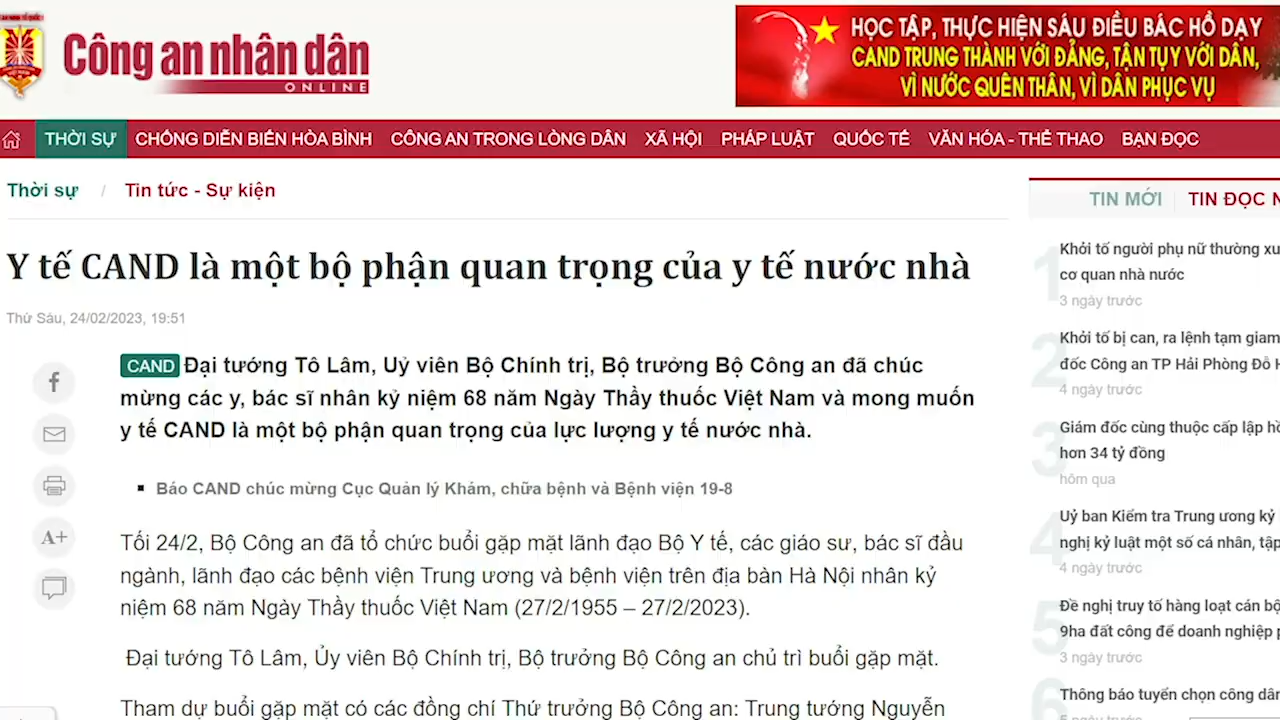 Công an nhân dân
ONLINE
HỌC TẬP, THỰC HIỆN SÁU ĐIỀU BÁC HỒ DẠY
CAND TRUNG THÀNH VỚI ĐẢNG, TẬN TỤY VỚI DÂN,
VÌ NƯỚC QUÊN THÂN, VÌ DÂN PHỤC VỤ
THỜI SỰ CHỐNG DIỄN BIẾN HÒA BÌNH CÔNG AN TRONG LÒNG DÂN XÃ HỘI PHÁP LUẬT QUỐC TẾ VĂN HÓA - THỂ THAO BẠN ĐỌC
Thời sự / Tin tức - Sự kiện
Y tế CAND là một bộ phận quan trọng của y tế nước nhà
Thứ Sáu, 24/02/2023, 19:51
CAND Đại tướng Tô Lâm, Uỷ viên Bộ Chính trị, Bộ trưởng Bộ Công an đã chúc
mừng các y, bác sĩ nhân kỷ niệm 68 năm Ngày Thầy thuốc Việt Nam và mong muốn
y tế CAND là một bộ phận quan trọng của lực lượng y tế nước nhà.
Báo CAND chúc mừng Cục Quản lý Khám, chữa bệnh và Bệnh viện 19-8
A+
Tối 24/2, Bộ Công an đã tổ chức buổi gặp mặt lãnh đạo Bộ Y tế, các giáo sư, bác sĩ đầu
ngành, lãnh đạo các bệnh viện Trung ương và bệnh viện trên địa bàn Hà Nội nhân kỷ
niệm 68 năm Ngày Thầy thuốc Việt Nam (27/2/1955 – 27/2/2023).
Đại tướng Tô Lâm, Ủy viên Bộ Chính trị, Bộ trưởng Bộ Công an chủ trì buổi gặp mặt.
Tham dự buổi gặp mặt có các đồng chí Thứ trưởng Bộ Công an: Trung tướng Nguyễn
TIN MỚI TIN ĐỌC N
1
Khởi tố người phụ nữ thường xu
cơ quan nhà nước
3 ngày trước
2
Khởi tố bị can, ra lệnh tạm giam
đốc Công an TP Hải Phòng Đỗ H
4 ngày trước
3
Giám đốc cùng thuộc cấp lập hồ
hơn 34 tỷ đồng
hôm qua
4
Uỷ ban Kiểm tra Trung ương kỷ
nghị kỷ luật một số cá nhân, tập
4 ngày trước
5
Đề nghị truy tố hàng loạt cán bộ
9ha đất công để doanh nghiệp
3 ngày trước
6
Thông báo tuyển chọn công dân